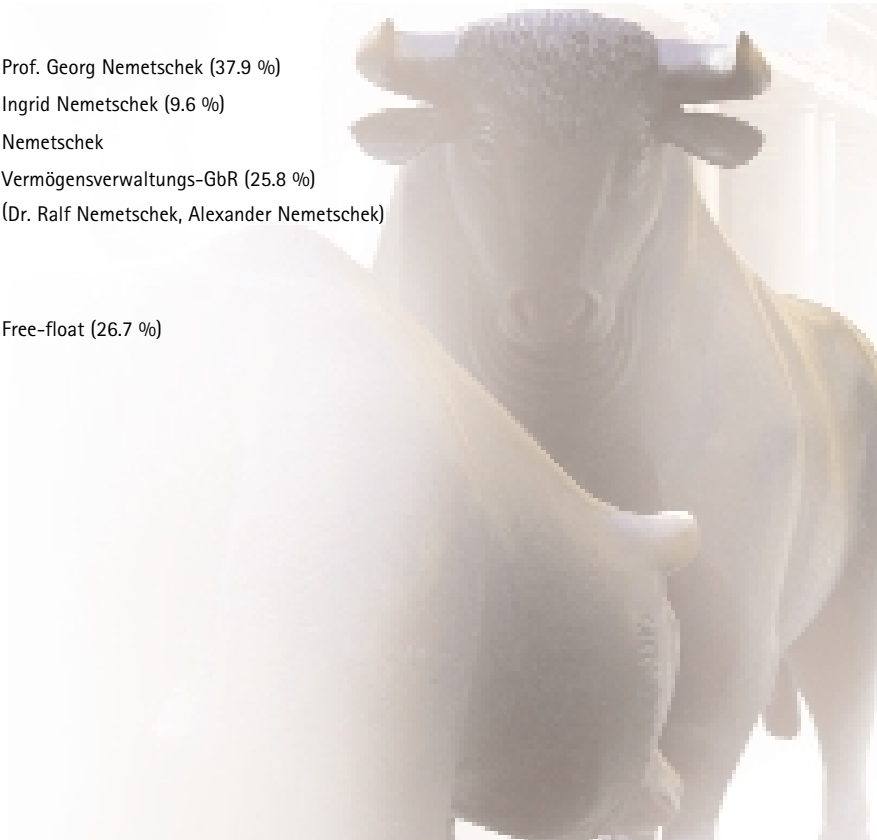 Prof. Georg Nemetschek (37.9 %)
Ingrid Nemetschek (9.6 %)
Nemetschek
Vermögensverwaltungs-GbR (25.8 %)
(Dr. Ralf Nemetschek, Alexander Nemetschek)
Free-float (26.7 %)